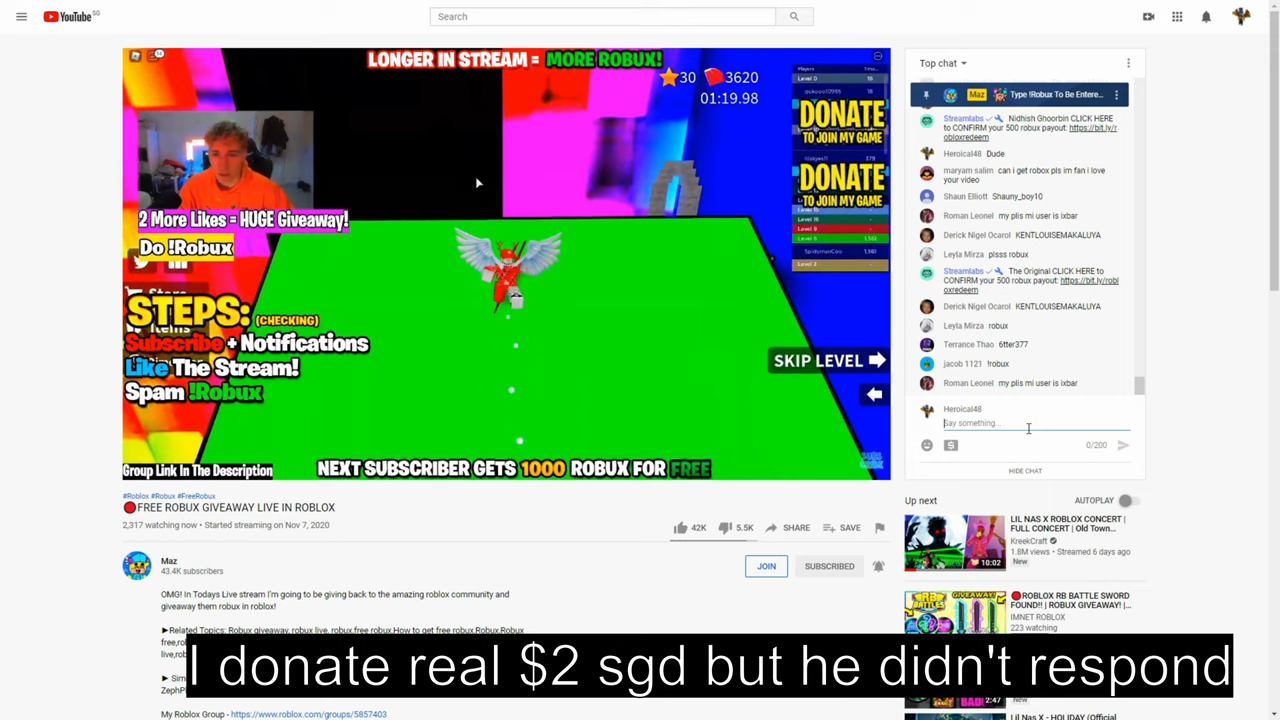 YouTube SG
Search
LONGER IN STREAM = MORE ROBUX!
30 3620
01:19.98
DONATE
TO JOIN MY GAME
DONATE
TO JOIN MY GAME
2 More Likes = HUGE Giveaway!
Do !Robux
STEPS: (CHECKING)
Subscribe + Notifications
Like The Stream!
Spam !Robux
SKIP LEVEL
Group Link In The Description
NEXT SUBSCRIBER GETS 1000 ROBUX FOR FREE
#Roblox #Robux #FreeRobux
FREE ROBUX GIVEAWAY LIVE IN ROBLOX
2,317 watching now • Started streaming on Nov 7, 2020
42K 5.5K SHARE SAVE
Maz
43.4K subscribers
JOIN SUBSCRIBED
OMG! In Todays Live stream I'm going to be giving back to the amazing roblox community and
giveaway them robux in roblox!
►Related Topics: Robux giveaway, robux live, robux,free robux,How to get free robux,Robux,Robux
My Roblox Group - https://www.roblox.com/groups/5857403
Top chat
Maz Type !Robux To Be Entere...
Streamlabs Nidhish Ghoorbin CLICK HERE
to CONFIRM your 500 robux payout: https://bit.ly/r
obloxredeem
Heroical48 Dude
maryam salim can i get robox pls im fan i love
your video
Shaun Elliott Shauny_boy10
Roman Leonel my plis mi user is ixbar
Derick Nigel Ocarol KENTLOUISEMAKALUYA
Leyla Mirza plsss robux
Streamlabs The Original CLICK HERE to
CONFIRM your 500 robux payout: https://bit.ly/robl
oxredeem
Derick Nigel Ocarol KENTLOUISEMAKALUYA
Leyla Mirza robux
Terrance Thao 6tter377
jacob 1121 !robux
Roman Leonel my plis mi user is ixbar
Heroical48
Say something...
0/200
HIDE CHAT
Up next AUTOPLAY
LIL NAS X ROBLOX CONCERT |
FULL CONCERT | Old Town...
KreekCraft
1.8M views • Streamed 6 days ago
New
10:02
ROBLOX RB BATTLE SWORD
FOUND!! | ROBUX GIVEAWAY! |...
IMNET ROBLOX
223 watching
I donate real $2 sgd but he didn't respond
2:47
New
Lil Nas X - HOLIDAY (Official